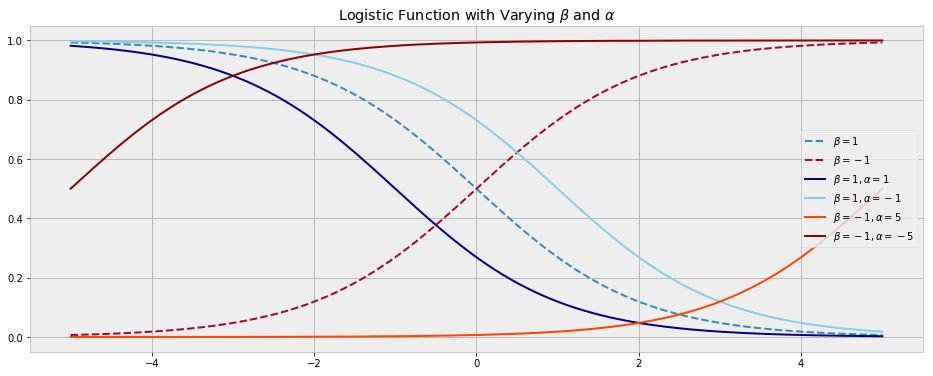 Logistic Function with Varying β and α
1.0
0.8
0.6
0.4
0.2
0.0
β = 1
β = −1
β = 1, α = 1
β = 1, α = −1
β = −1, α = 5
β = −1, α = −5
−4 −2 0 2 4